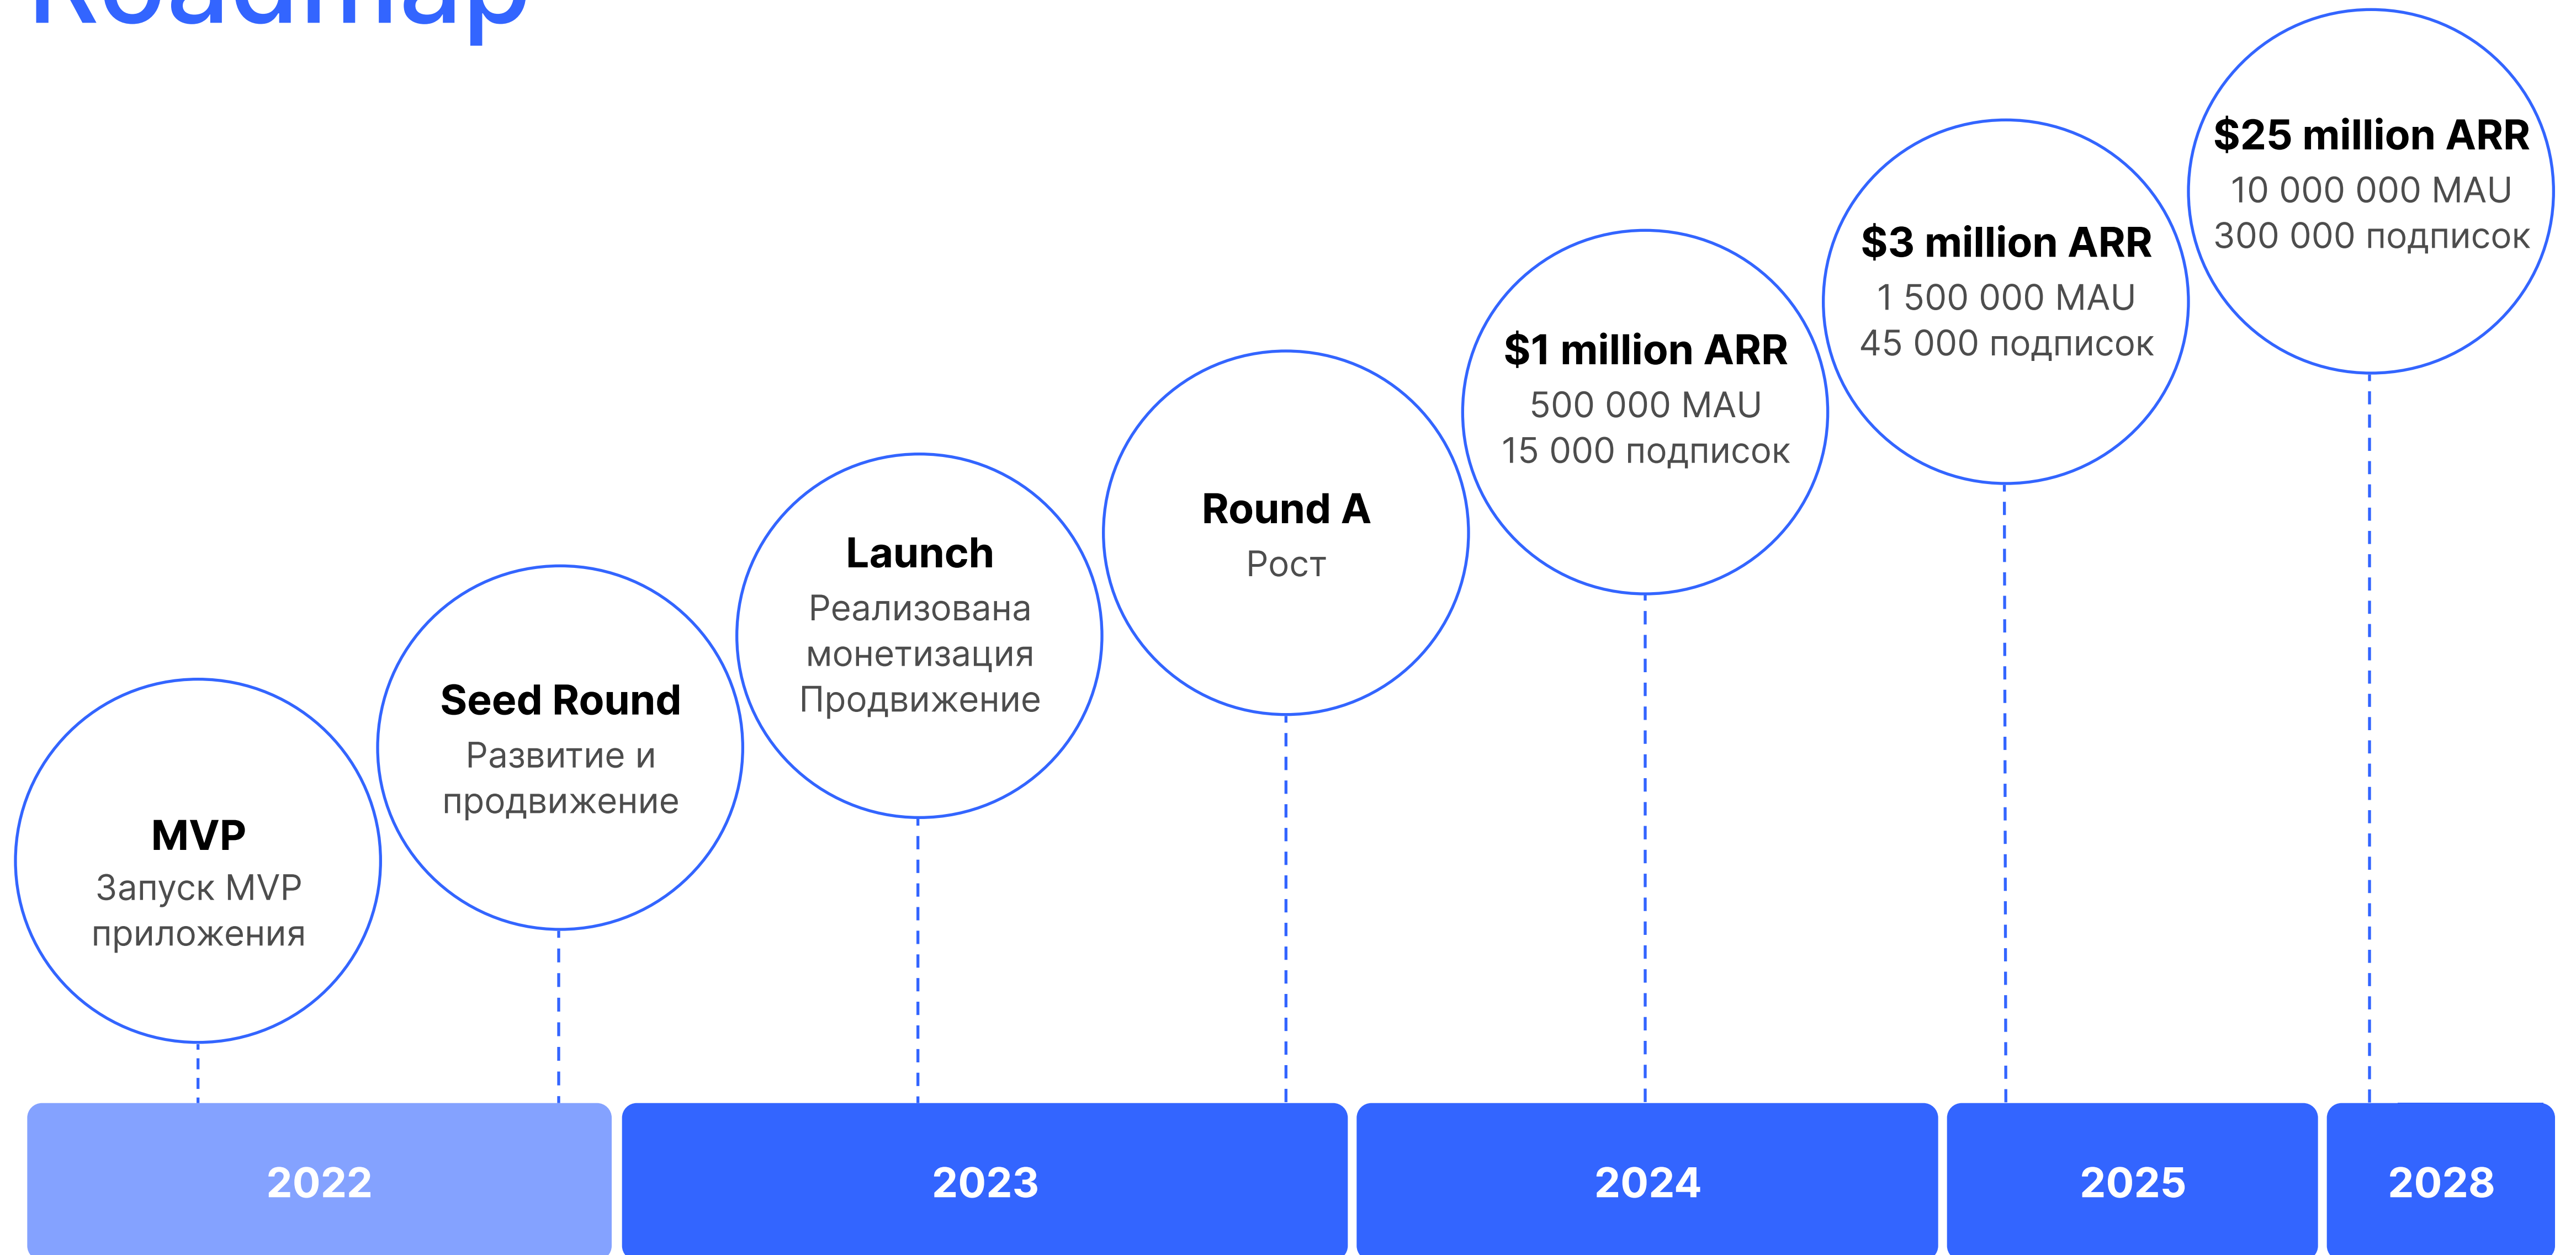 Roadmap
MVP
Запуск MVP
приложения
Seed Round
Развитие и
продвижение
Launch
Реализована
монетизация
Продвижение
Round A
Рост
$1 million ARR
500 000 MAU
15 000 подписок
$3 million ARR
1 500 000 MAU
45 000 подписок
$25 million ARR
10 000 000 MAU
300 000 подписок
2022
2023
2024
2025
2028